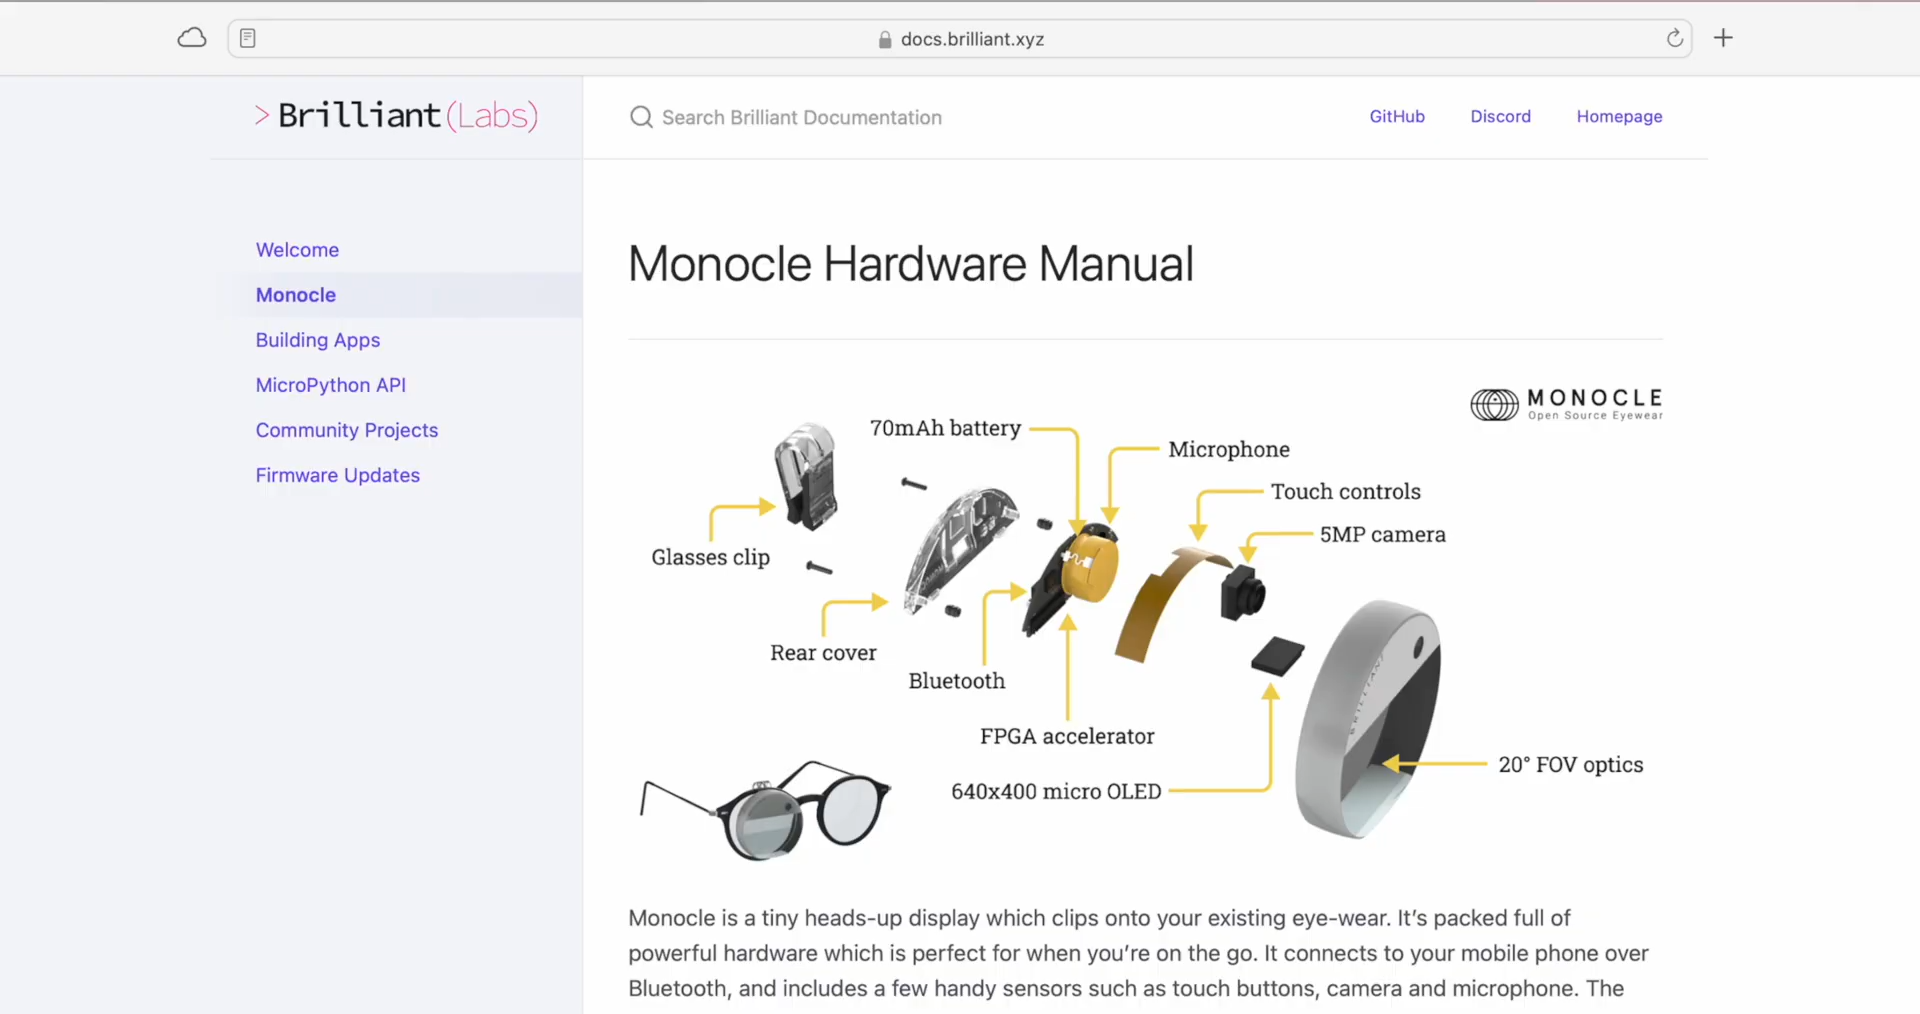 docs.brilliant.xyz
> Brilliant(Labs)
Search Brilliant Documentation
GitHub
Discord
Homepage
Welcome
Monocle
Building Apps
MicroPython API
Community Projects
Firmware Updates
Monocle Hardware Manual
MONOCLE
Open Source Eyewear
70mAh battery
Microphone
Touch controls
5MP camera
Glasses clip
Rear cover
Bluetooth
FPGA accelerator
640x400 micro OLED
20° FOV optics
Monocle is a tiny heads-up display which clips onto your existing eye-wear. It’s packed full of
powerful hardware which is perfect for when you’re on the go. It connects to your mobile phone over
Bluetooth, and includes a few handy sensors such as touch buttons, camera and microphone. The